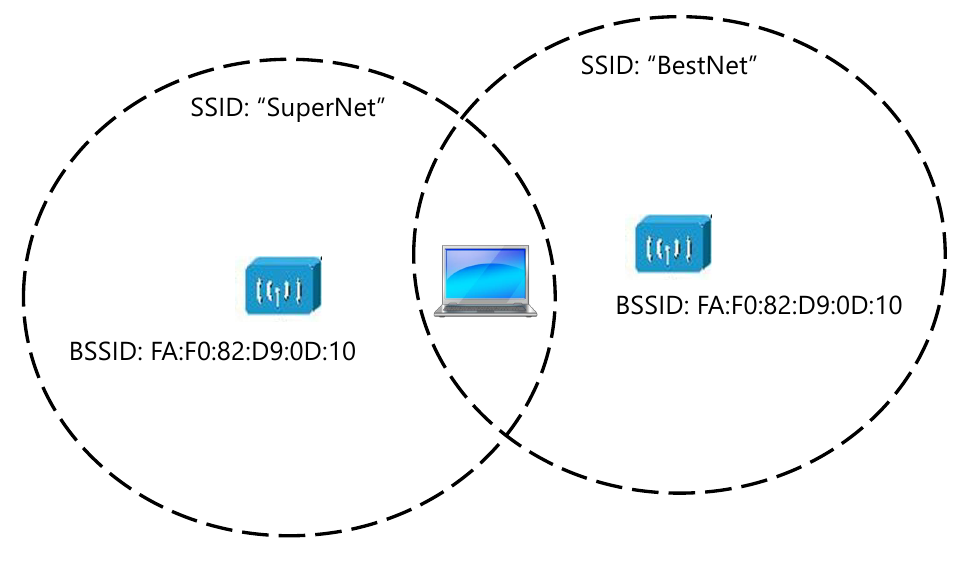 SSID: “BestNet”
SSID: “SuperNet”
BSSID: FA:F0:82:D9:0D:10
BSSID: FA:F0:82:D9:0D:10